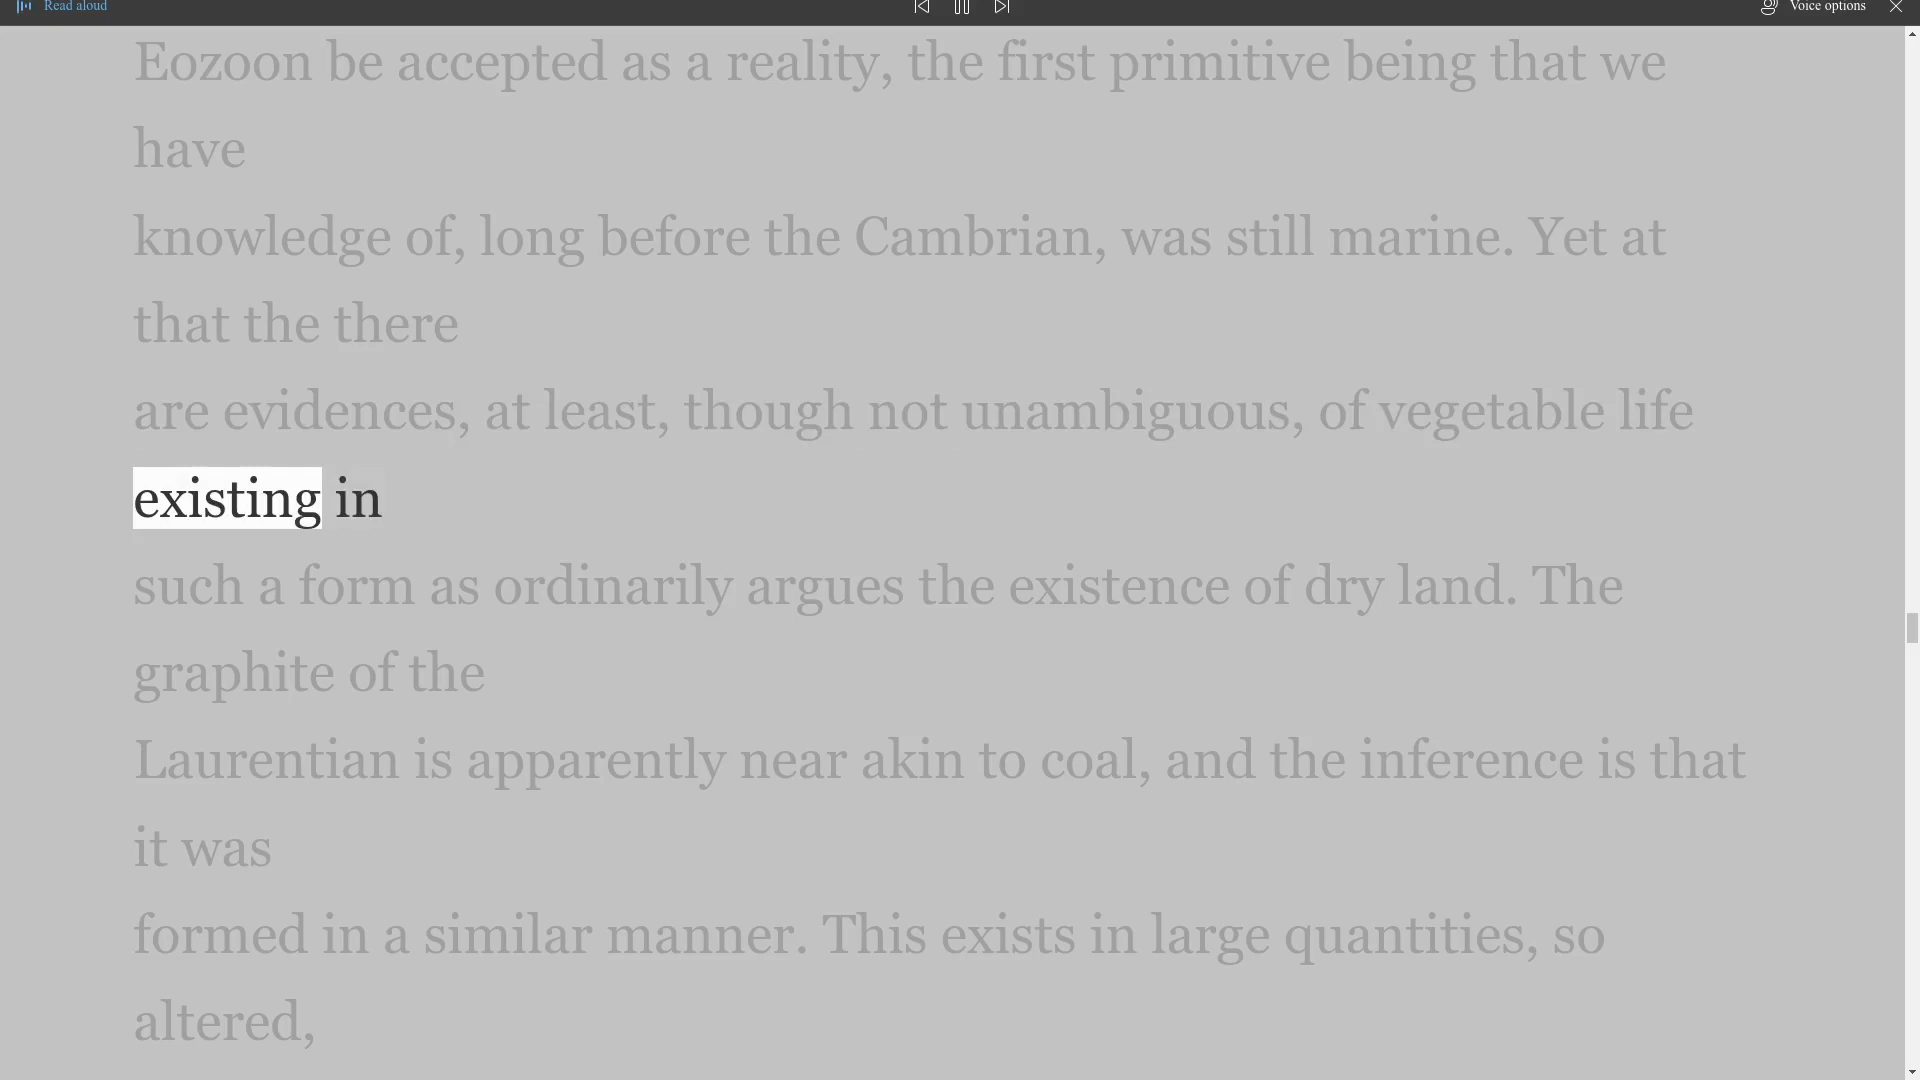 Read aloud
Voice options
Eozoon be accepted as a reality, the first primitive being that we
have
knowledge of, long before the Cambrian, was still marine. Yet at
that the there
are evidences, at least, though not unambiguous, of vegetable life
existing in
such a form as ordinarily argues the existence of dry land. The
graphite of the
Laurentian is apparently near akin to coal, and the inference is that
it was
formed in a similar manner. This exists in large quantities, so
altered,